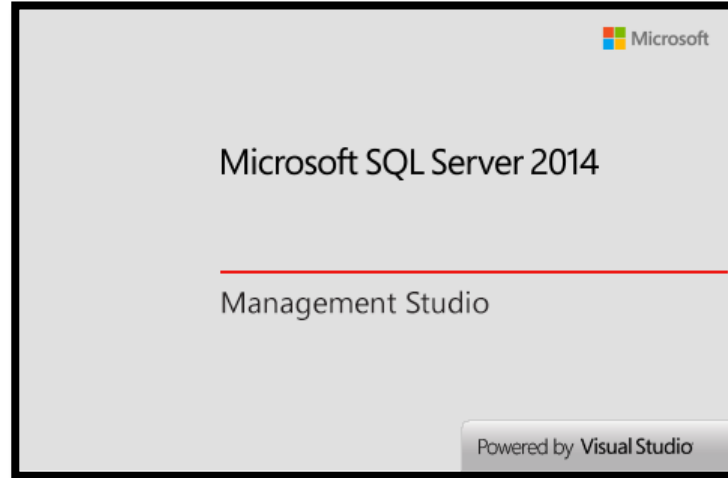 Microsoft
Microsoft SQL Server 2014
Management Studio
Powered by Visual Studio